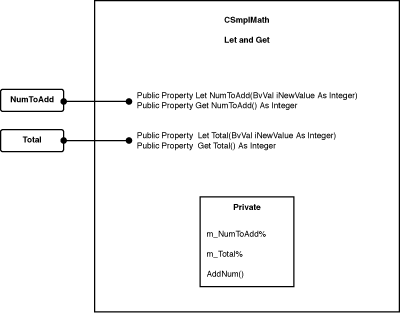 CSmplMath
Let and Get
NumToAdd
Public Property Let NumToAdd(BvVal iNewValue As Integer)
Public Property Get NumToAdd() As Integer
Total
Public Property Let Total(BvVal iNewValue As Integer)
Public Property Get Total() As Integer
Private
m_NumToAdd%
m_Total%
AddNum()